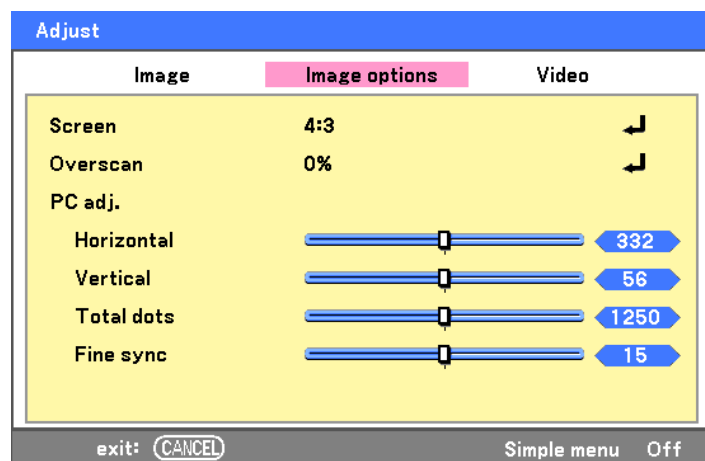 Adjust
Image Image options Video
Screen 4:3
Overscan 0%
PC adj.
Horizontal 332
Vertical 56
Total dots 1250
Fine sync 15
exit: CANCEL Simple menu Off